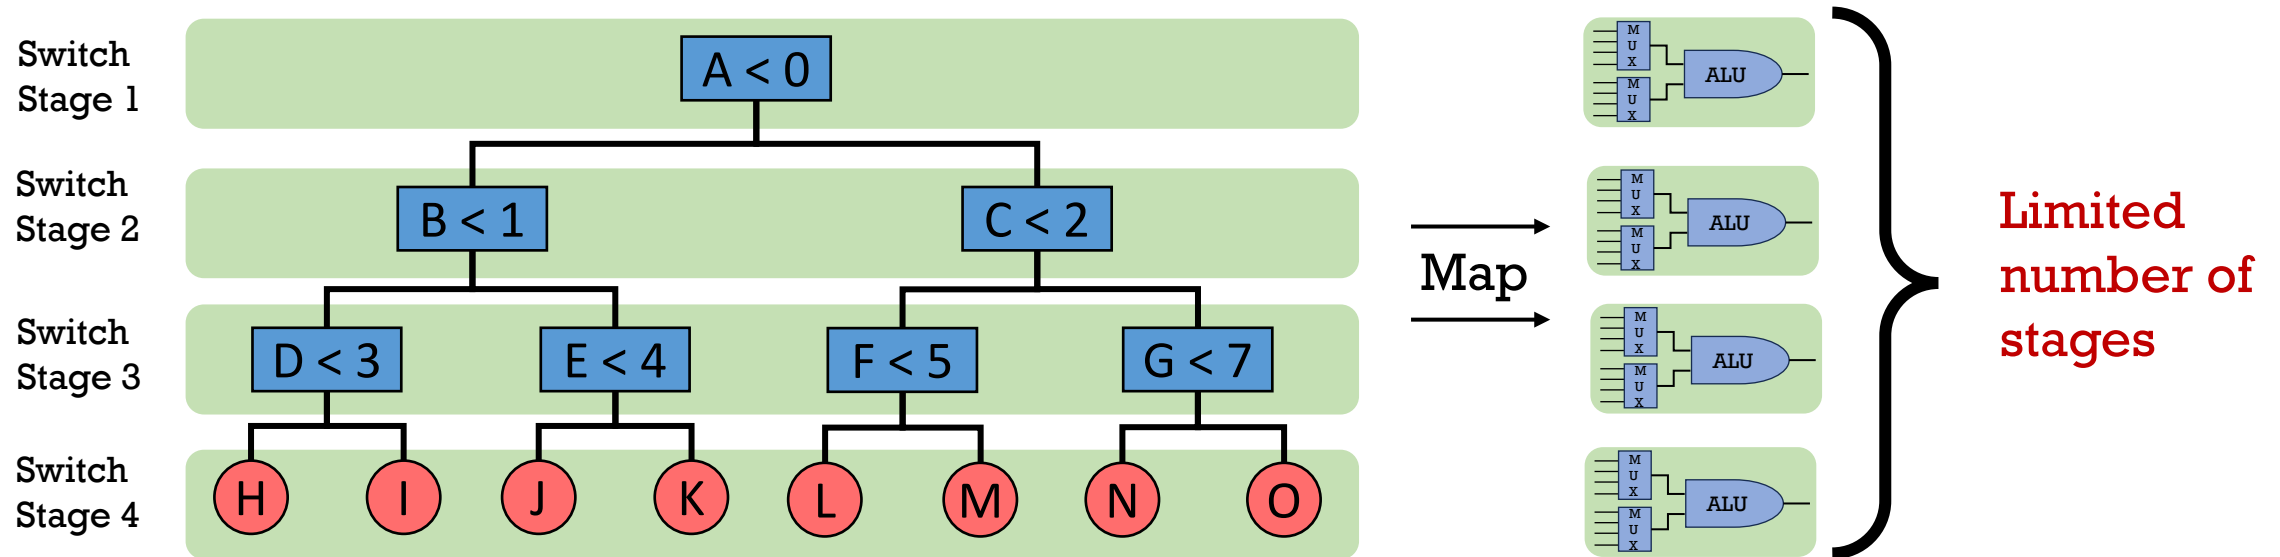 Switch
Stage 1
A < 0
M
U
X
M
U
X
ALU
Switch
Stage 2
B < 1
C < 2
M
U
X
M
U
X
ALU
Map
Limited
number of
stages
Switch
Stage 3
D < 3
E < 4
F < 5
G < 7
M
U
X
M
U
X
ALU
Switch
Stage 4
H
I
J
K
L
M
N
O
M
U
X
M
U
X
ALU